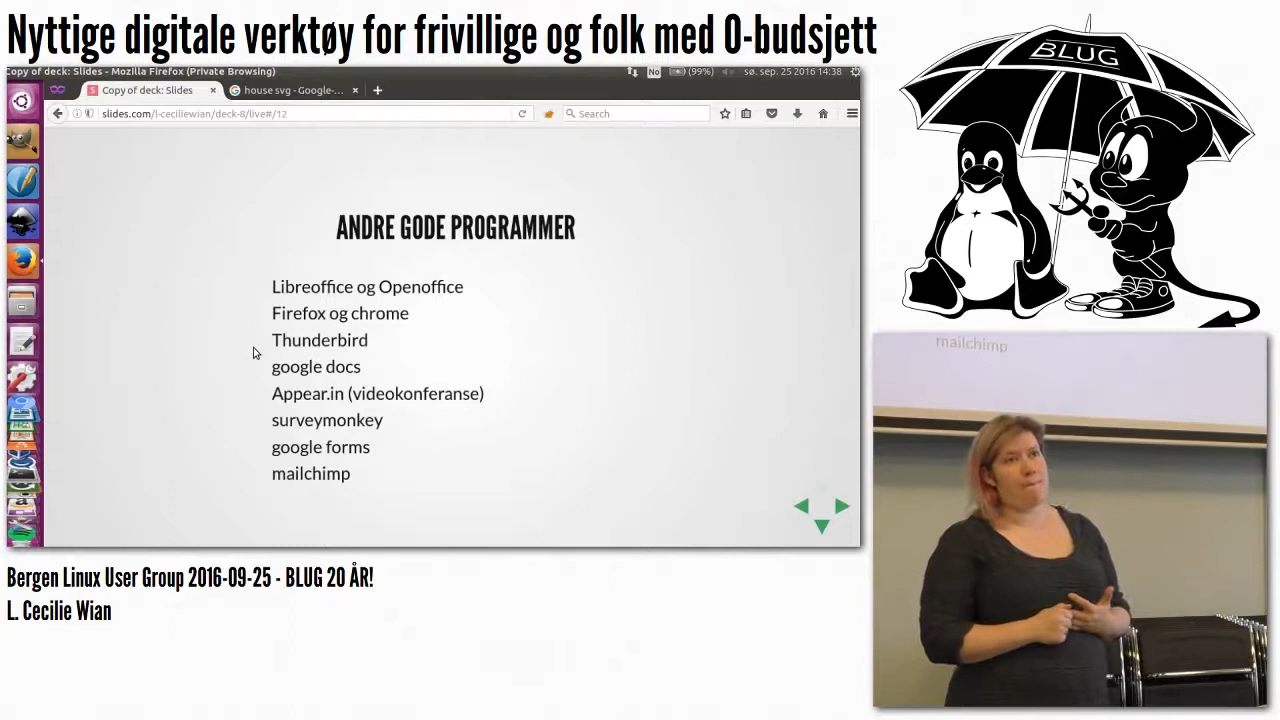 Nyttige digitale verktøy for frivillige og folk med 0-budsjett
BLUG
Copy of deck: Slides - Mozilla Firefox (Private Browsing)
No
(99%)
sø. sep. 25 2016 14:38
Copy of deck: Slides
house svg - Google-...
slides.com/l-ceciliewian/deck-8/live#/12
Search
ANDRE GODE PROGRAMMER
Libreoffice og Openoffice
Firefox og chrome
Thunderbird
google docs
Appear.in (videokonferanse)
surveymonkey
google forms
mailchimp
mailchimp
Bergen Linux User Group 2016-09-25 - BLUG 20 ÅR!
L. Cecilie Wian